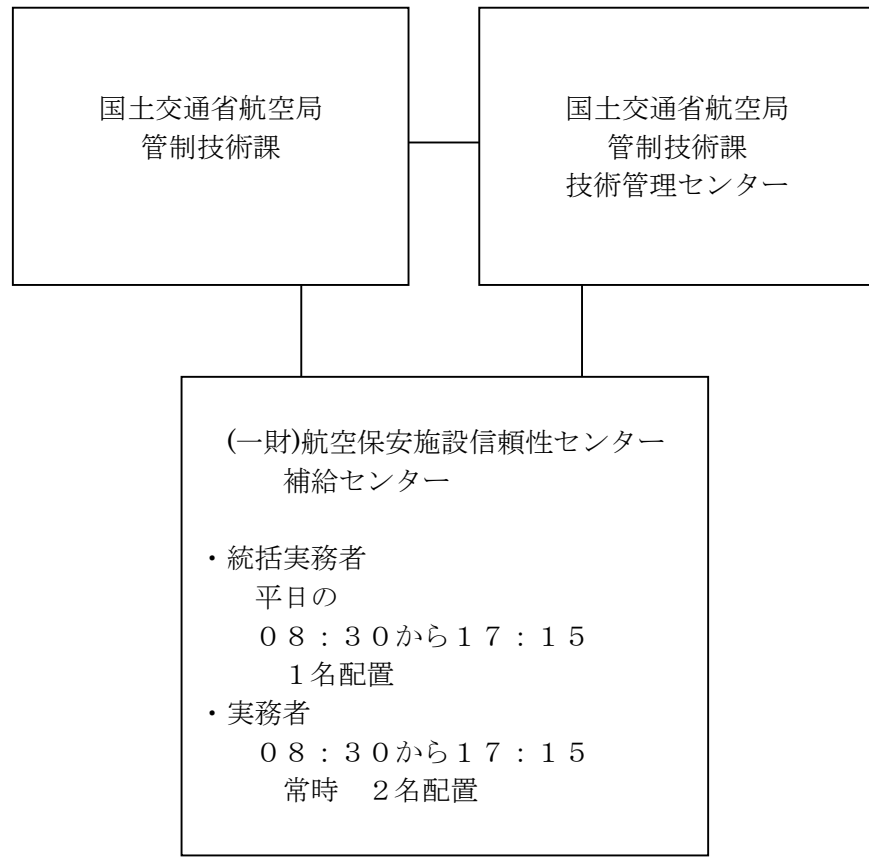 国土交通省航空局
管制技術課
国土交通省航空局
管制技術課
技術管理センター
(一財)航空保安施設信頼性センター
補給センター
・統括実務者
平日の
０８：３０から１７：１５
１名配置
・実務者
０８：３０から１７：１５
常時　２名配置